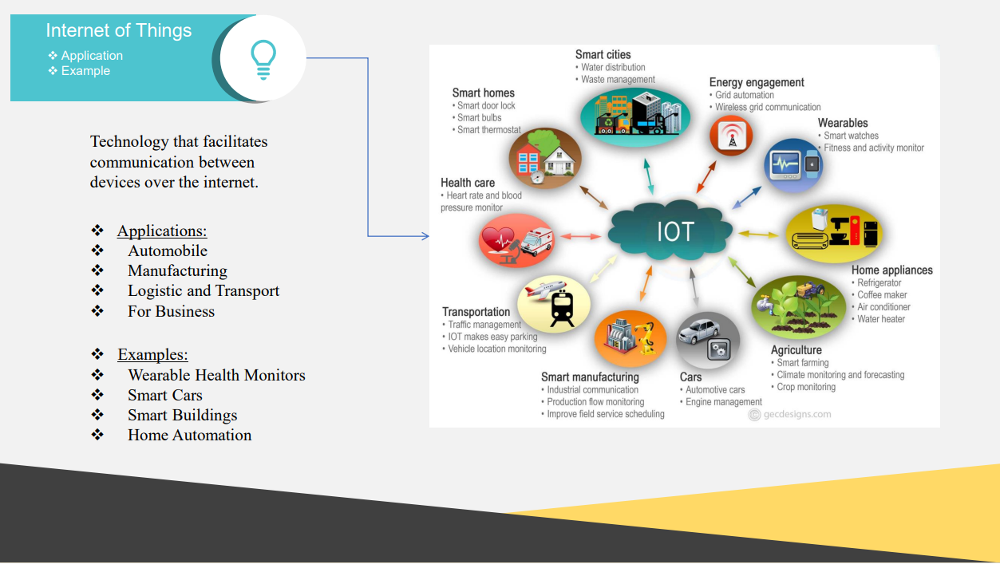 Internet of Things
❖ Application
❖ Example
Technology that facilitates
communication between
devices over the internet.
❖ Applications:
❖ Automobile
❖ Manufacturing
❖ Logistic and Transport
❖ For Business
❖ Examples:
❖ Wearable Health Monitors
❖ Smart Cars
❖ Smart Buildings
❖ Home Automation
Smart cities
• Water distribution
• Waste management
Energy engagement
• Grid automation
• Wireless grid communication
Smart homes
• Smart door lock
• Smart bulbs
• Smart thermostat
Wearables
• Smart watches
• Fitness and activity monitor
Health care
• Heart rate and blood
pressure monitor
IOT
Home appliances
• Refrigerator
• Coffee maker
• Air conditioner
• Water heater
Transportation
• Traffic management
• IOT makes easy parking
• Vehicle location monitoring
Agriculture
• Smart farming
• Climate monitoring and forecasting
• Crop monitoring
Smart manufacturing
• Industrial communication
• Production flow monitoring
• Improve field service scheduling
Cars
• Automotive cars
• Engine management
© gecdesigns.com